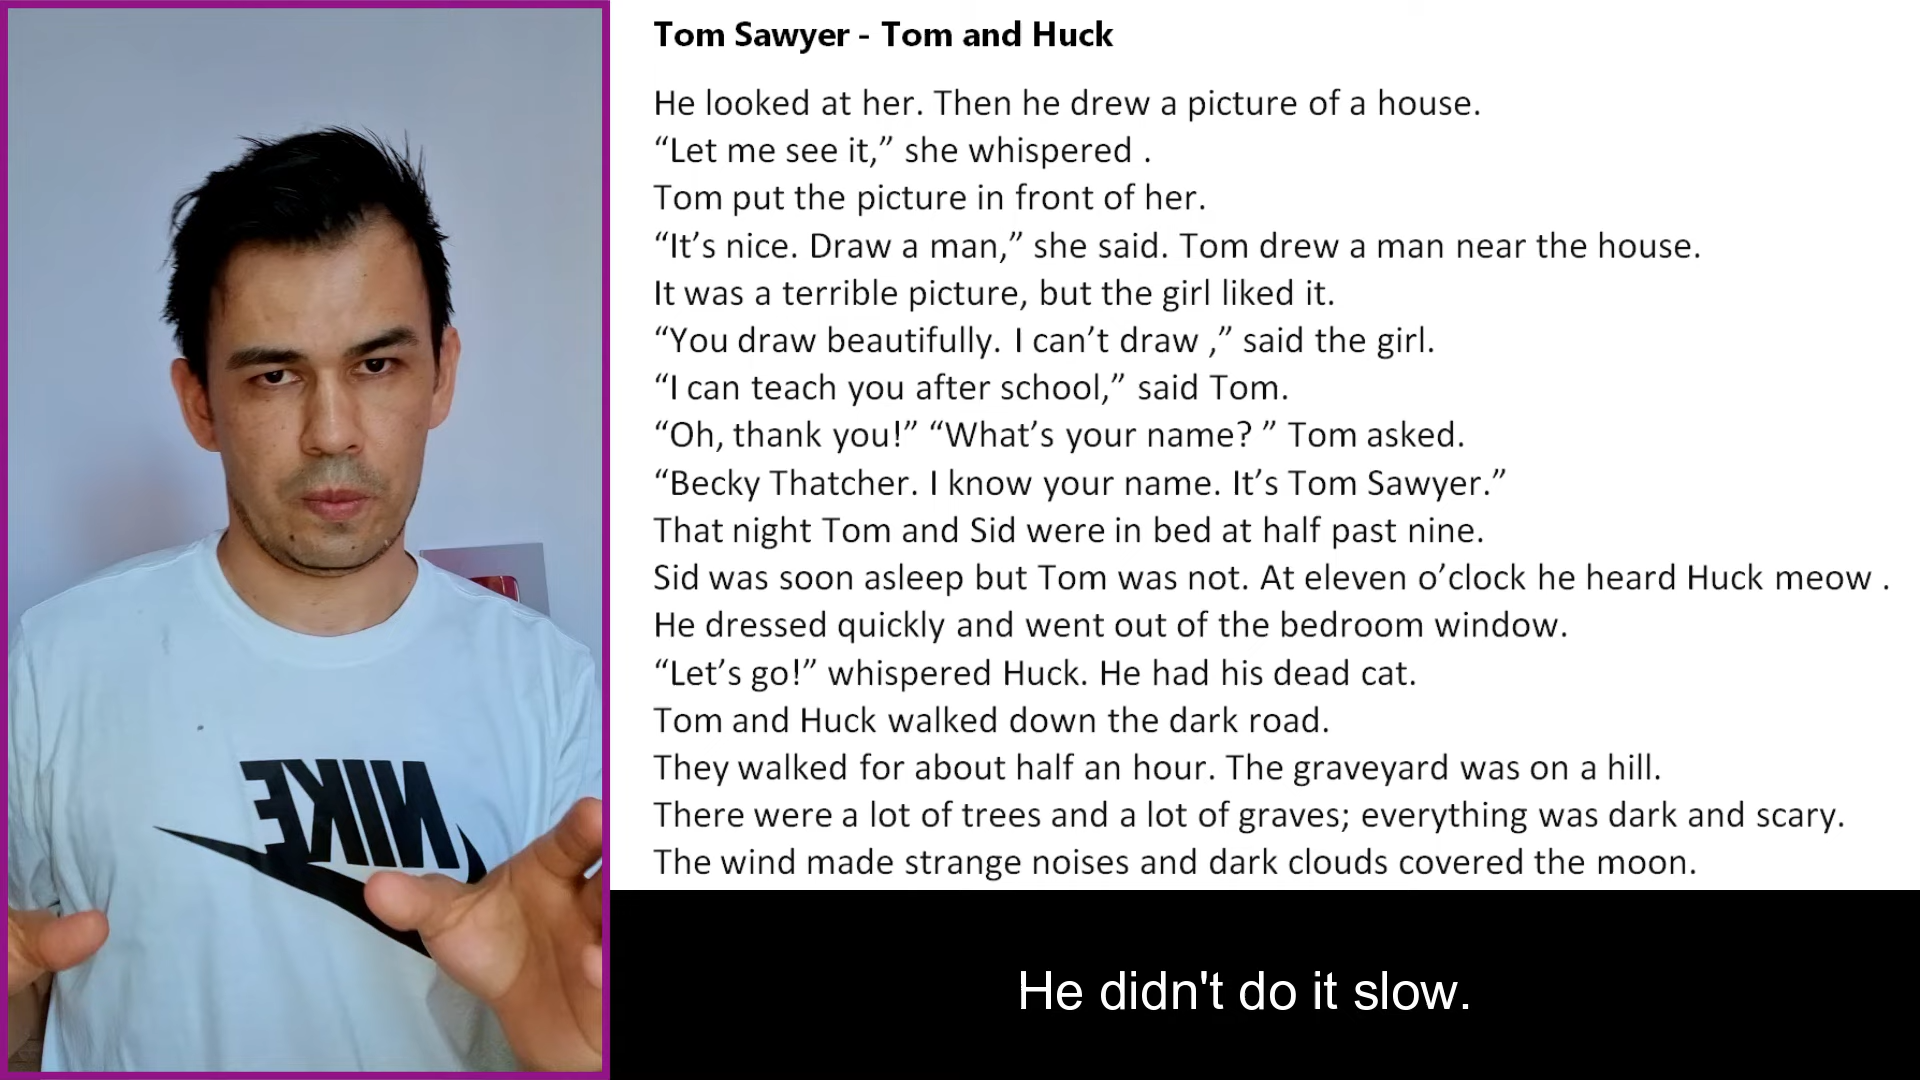 Tom Sawyer - Tom and Huck
He looked at her. Then he drew a picture of a house.
“Let me see it,” she whispered .
Tom put the picture in front of her.
“It’s nice. Draw a man,” she said. Tom drew a man near the house.
It was a terrible picture, but the girl liked it.
“You draw beautifully. I can’t draw ,” said the girl.
“I can teach you after school,” said Tom.
“Oh, thank you!” “What’s your name? ” Tom asked.
“Becky Thatcher. I know your name. It’s Tom Sawyer.”
That night Tom and Sid were in bed at half past nine.
Sid was soon asleep but Tom was not. At eleven o’clock he heard Huck meow .
He dressed quickly and went out of the bedroom window.
“Let’s go!” whispered Huck. He had his dead cat.
Tom and Huck walked down the dark road.
They walked for about half an hour. The graveyard was on a hill.
There were a lot of trees and a lot of graves; everything was dark and scary.
The wind made strange noises and dark clouds covered the moon.
He didn't do it slow.
NIKE